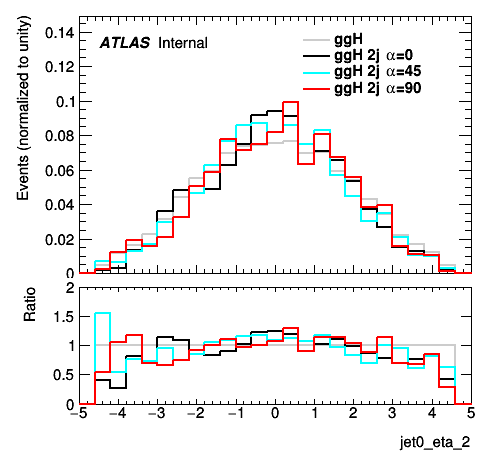 ATLAS Internal
ggH
ggH 2j α=0
ggH 2j α=45
ggH 2j α=90
Events (normalized to unity)
0.14
0.12
0.1
0.08
0.06
0.04
0.02
0
Ratio
2
1.5
1
0.5
0
−5 −4 −3 −2 −1 0 1 2 3 4 5
jet0_eta_2